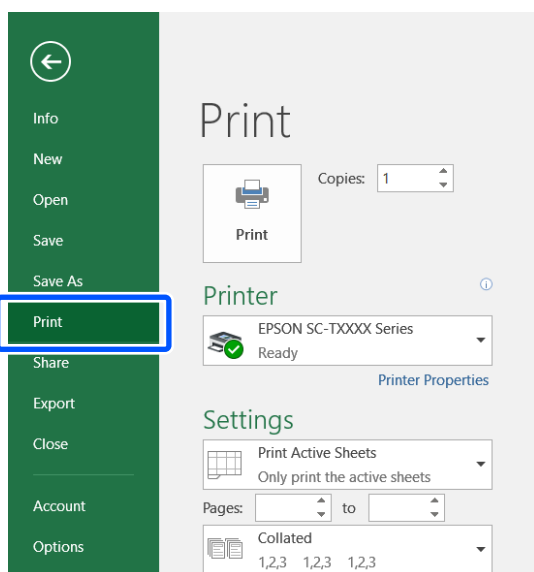 Info
New
Open
Save
Save As
Print
Share
Export
Close
Account
Options
Print
Copies: 1
Print
Printer
EPSON SC-TXXXX Series
Ready
Printer Properties
Settings
Print Active Sheets
Only print the active sheets
Pages: to
Collated
1,2,3 1,2,3 1,2,3